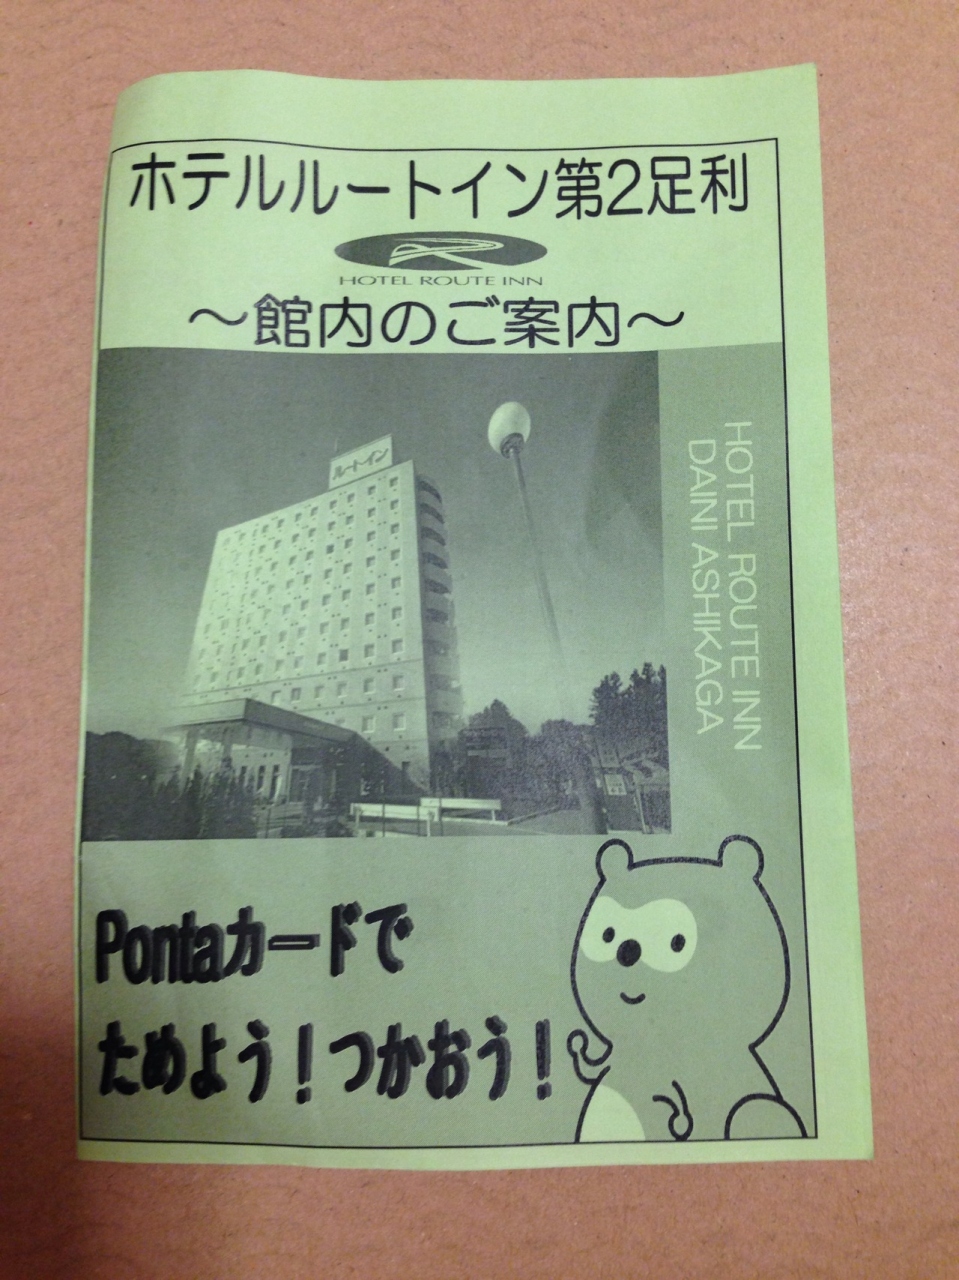 ホテルルートイン第2足利
HOTEL ROUTE INN
～館内のご案内～
ルートイン
HOTEL ROUTE INN
DAINI ASHIKAGA
Pontaカードで
ためよう！つかおう！